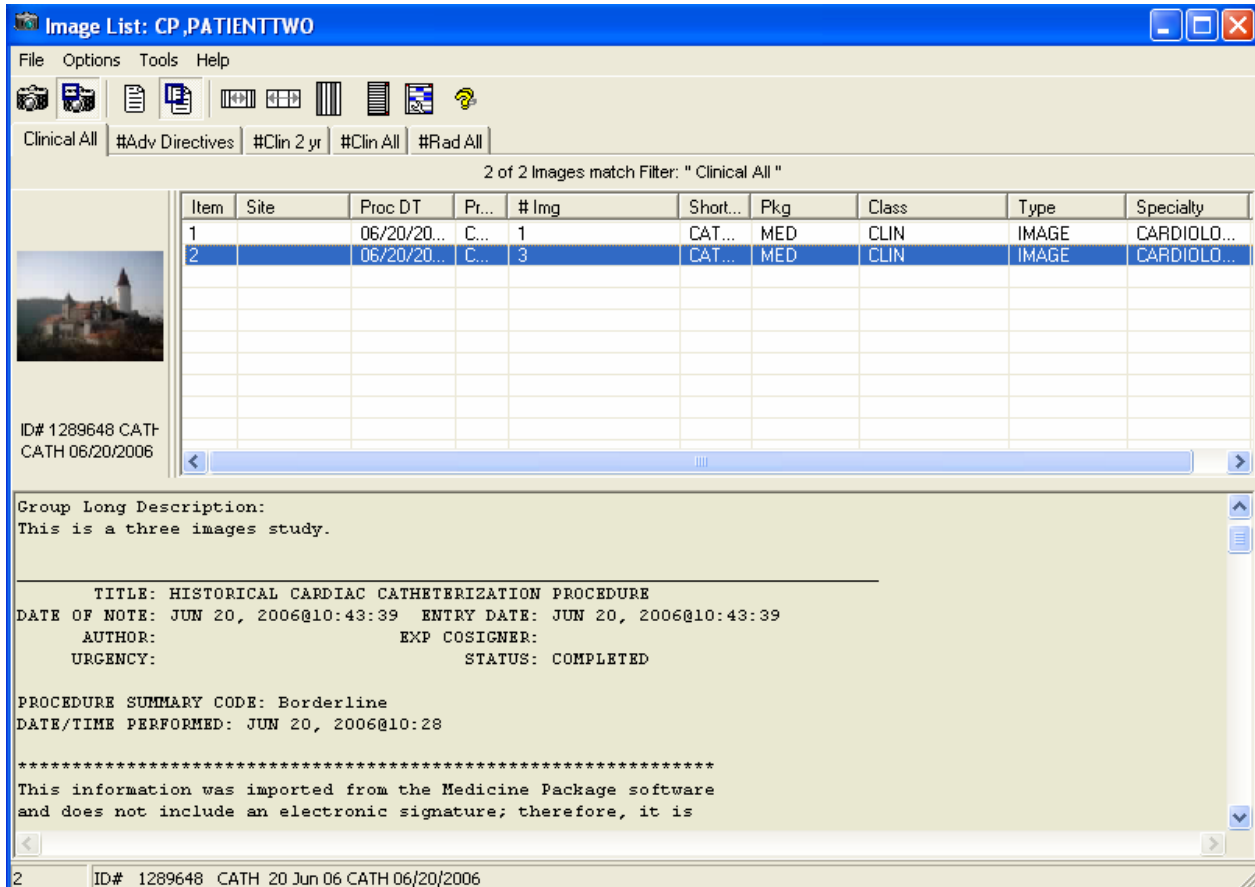 Image List: CP,PATIENTTWO
File Options Tools Help
Clinical All #Adv Directives #Clin 2 yr #Clin All #Rad All
2 of 2 Images match Filter: " Clinical All "
Item Site Proc DT Pr... # Img Short... Pkg Class Type Specialty
1 06/20/20... C... 1 CAT... MED CLIN IMAGE CARDIOLO...
2 06/20/20... C... 3 CAT... MED CLIN IMAGE CARDIOLO...
ID# 1289648 CATH
CATH 06/20/2006
Group Long Description:
This is a three images study.
TITLE: HISTORICAL CARDIAC CATHETERIZATION PROCEDURE
DATE OF NOTE: JUN 20, 2006@10:43:39 ENTRY DATE: JUN 20, 2006@10:43:39
AUTHOR: EXP COSIGNER:
URGENCY: STATUS: COMPLETED
PROCEDURE SUMMARY CODE: Borderline
DATE/TIME PERFORMED: JUN 20, 2006@10:28
*****************************************************************
This information was imported from the Medicine Package software
and does not include an electronic signature; therefore, it is
2 ID# 1289648 CATH 20 Jun 06 CATH 06/20/2006